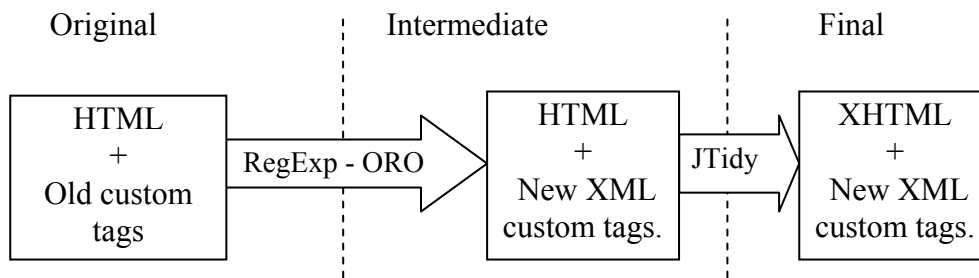 Original
Intermediate
Final
HTML
+
Old custom
tags
RegExp - ORO
HTML
+
New XML
custom tags.
JTidy
XHTML
+
New XML
custom tags.